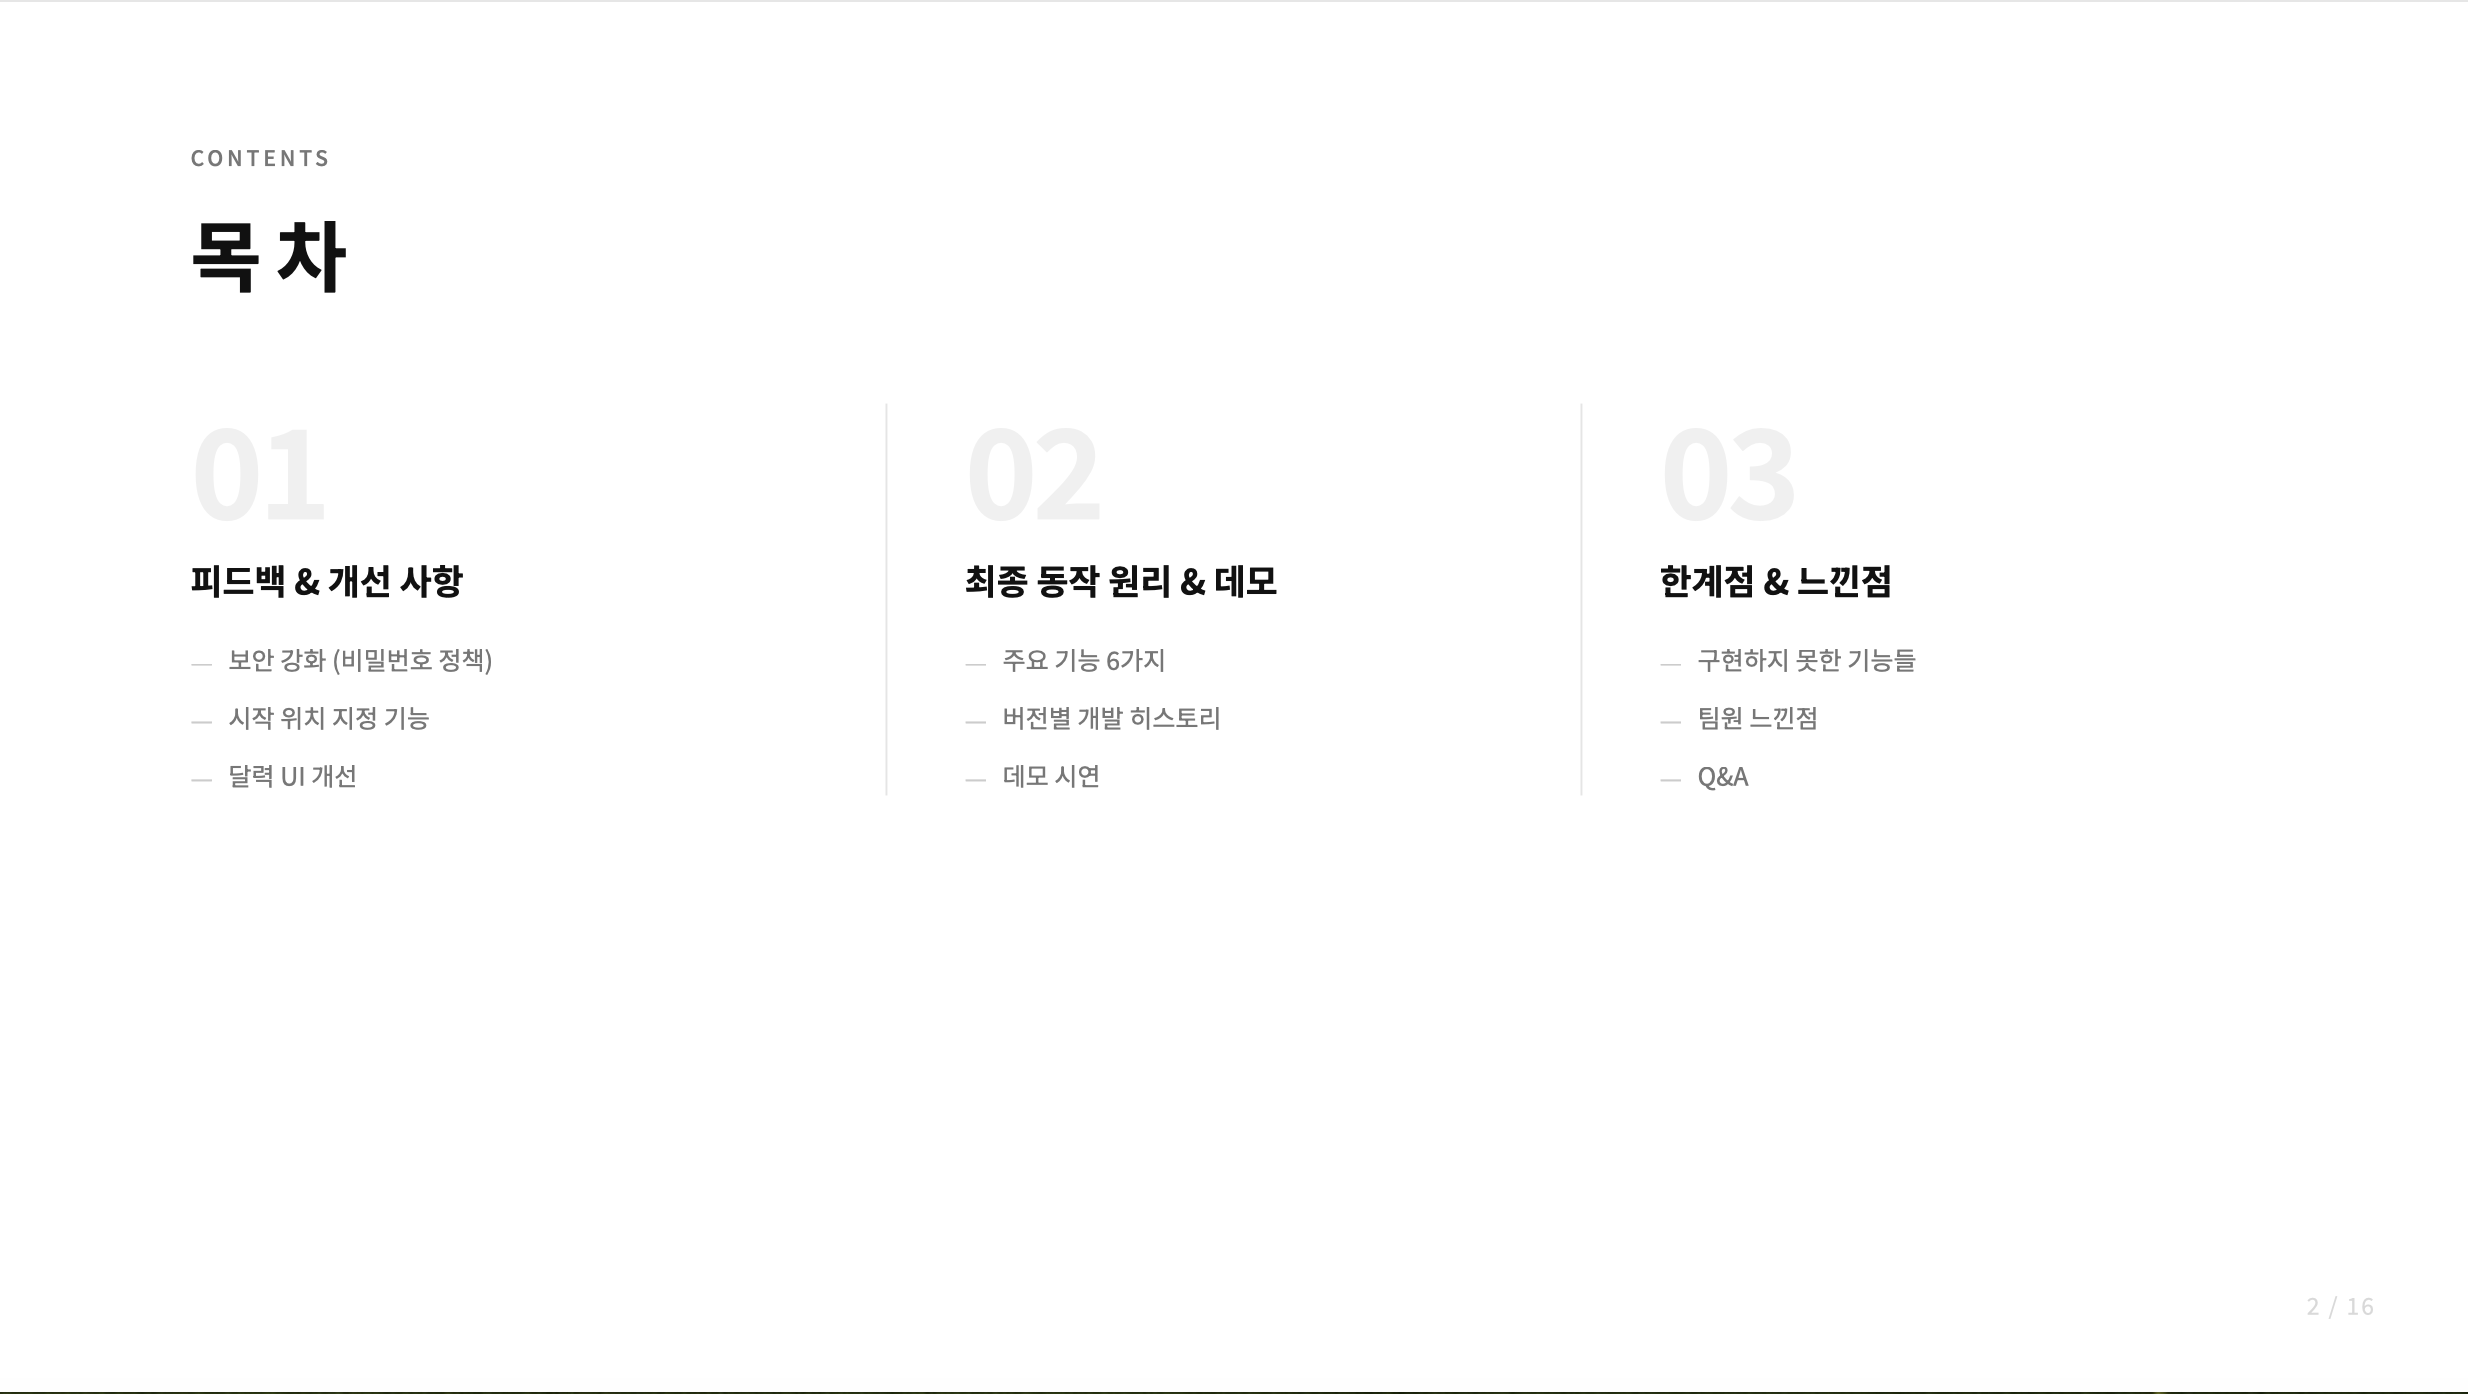 CONTENTS
목차
01
피드백 & 개선 사항
— 보안 강화 (비밀번호 정책)
— 시작 위치 지정 기능
— 달력 UI 개선
02
최종 동작 원리 & 데모
— 주요 기능 6가지
— 버전별 개발 히스토리
— 데모 시연
03
한계점 & 느낀점
— 구현하지 못한 기능들
— 팀원 느낀점
— Q&A
2 / 16